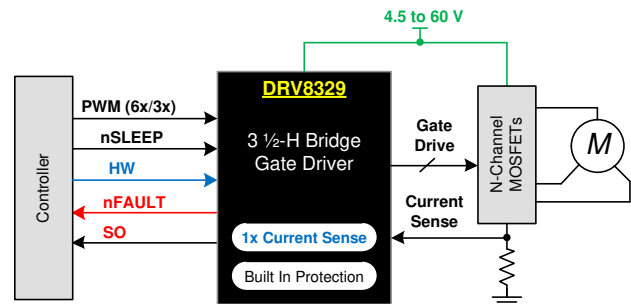 4.5 to 60 V
Controller
PWM (6x/3x)
nSLEEP
HW
nFAULT
SO
DRV8329
3 ½-H Bridge
Gate Driver
1x Current Sense
Built In Protection
Gate
Drive
Current
Sense
N-Channel
MOSFETs
M